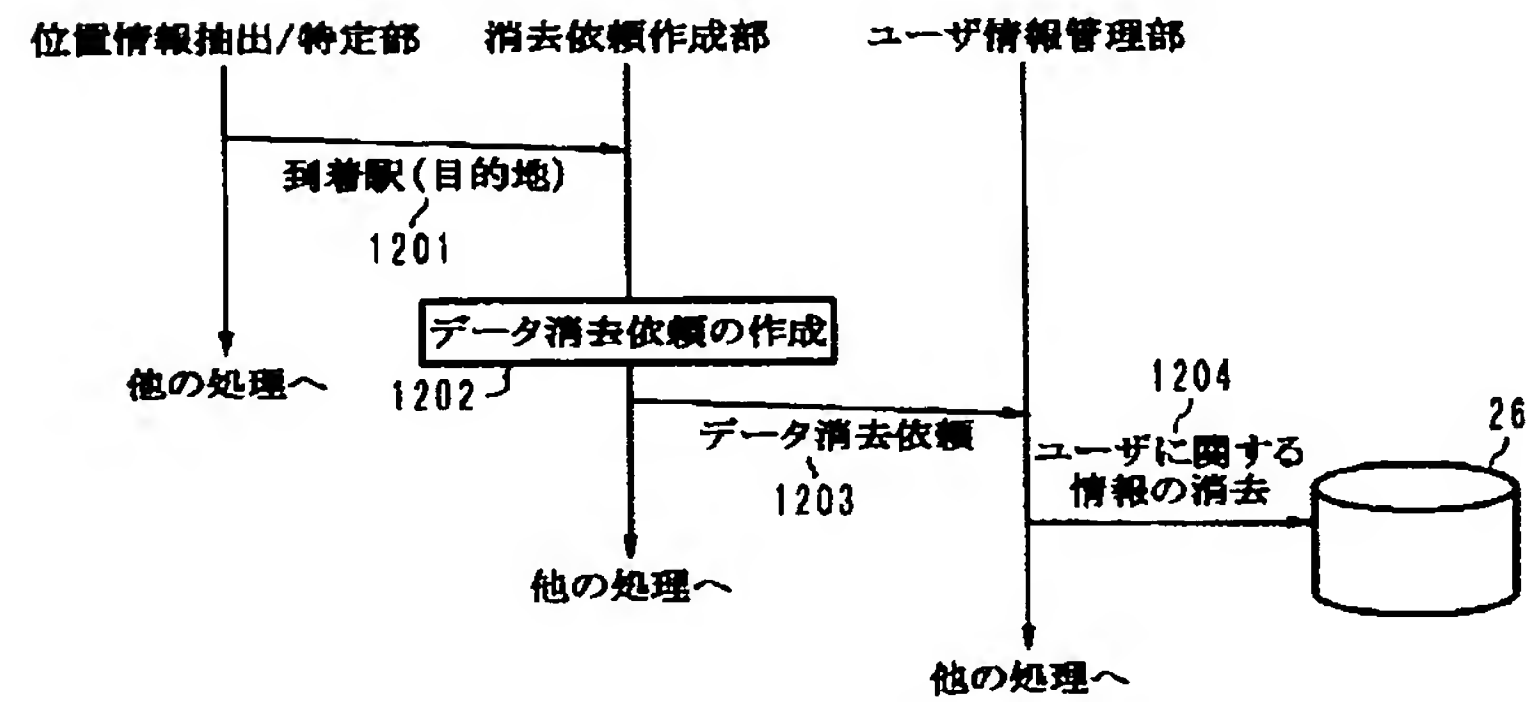 位置情報抽出/特定部
消去依頼作成部
ユーザ情報管理部
到着駅(目的地)
1201
データ消去依頼の作成
1202
他の処理へ
1204
26
データ消去依頼
1203
ユーザに関する
情報の消去
他の処理へ
他の処理へ